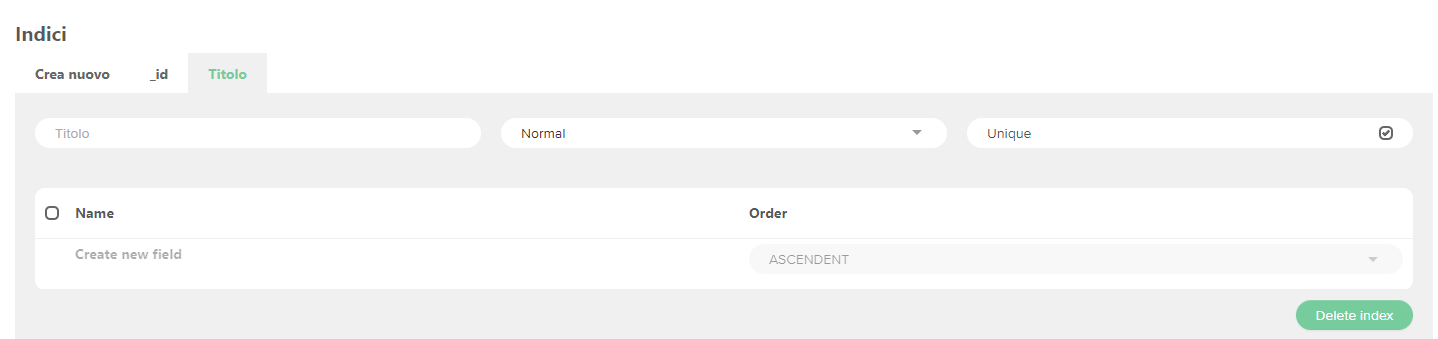 Indici
Crea nuovo _id Titolo
Titolo Normal Unique
Name Order
Create new field ASCENDENT
Delete index